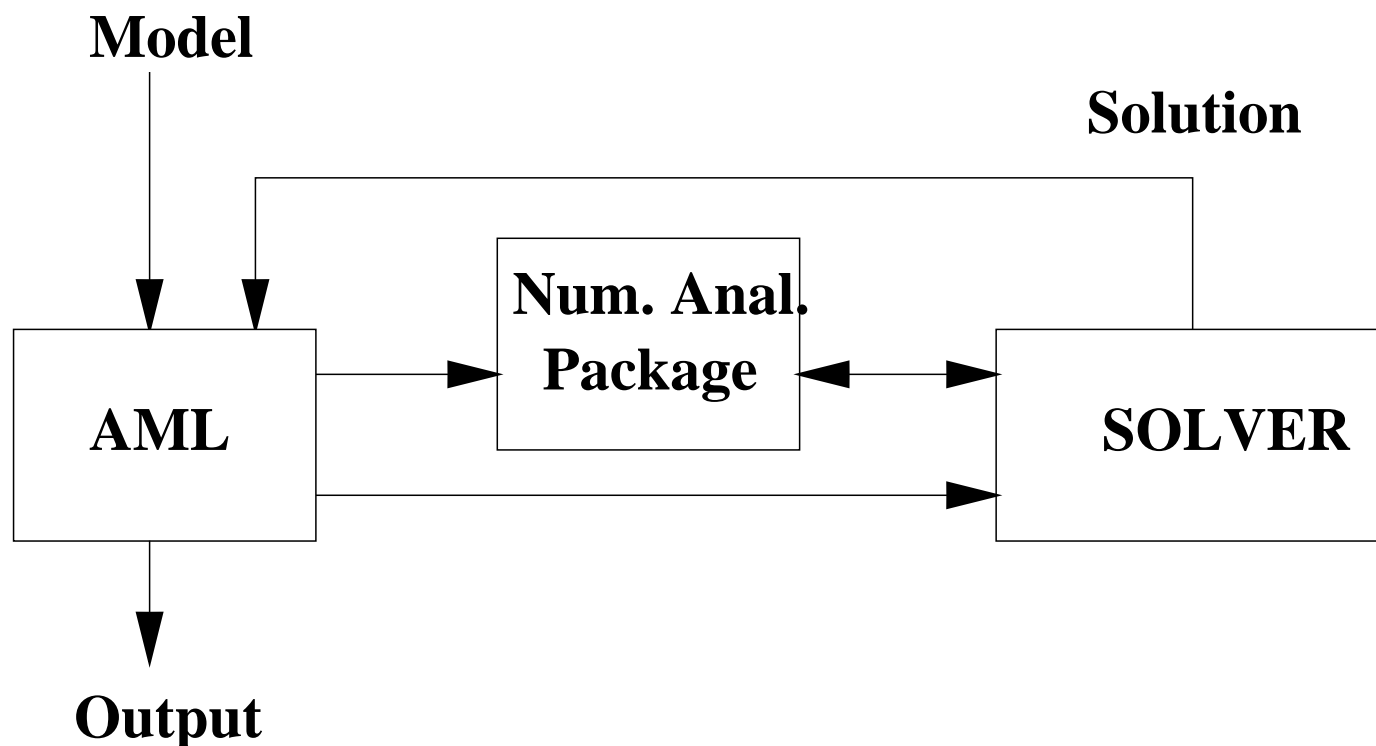 Model
Solution
Num. Anal.
Package
AML
SOLVER
Output